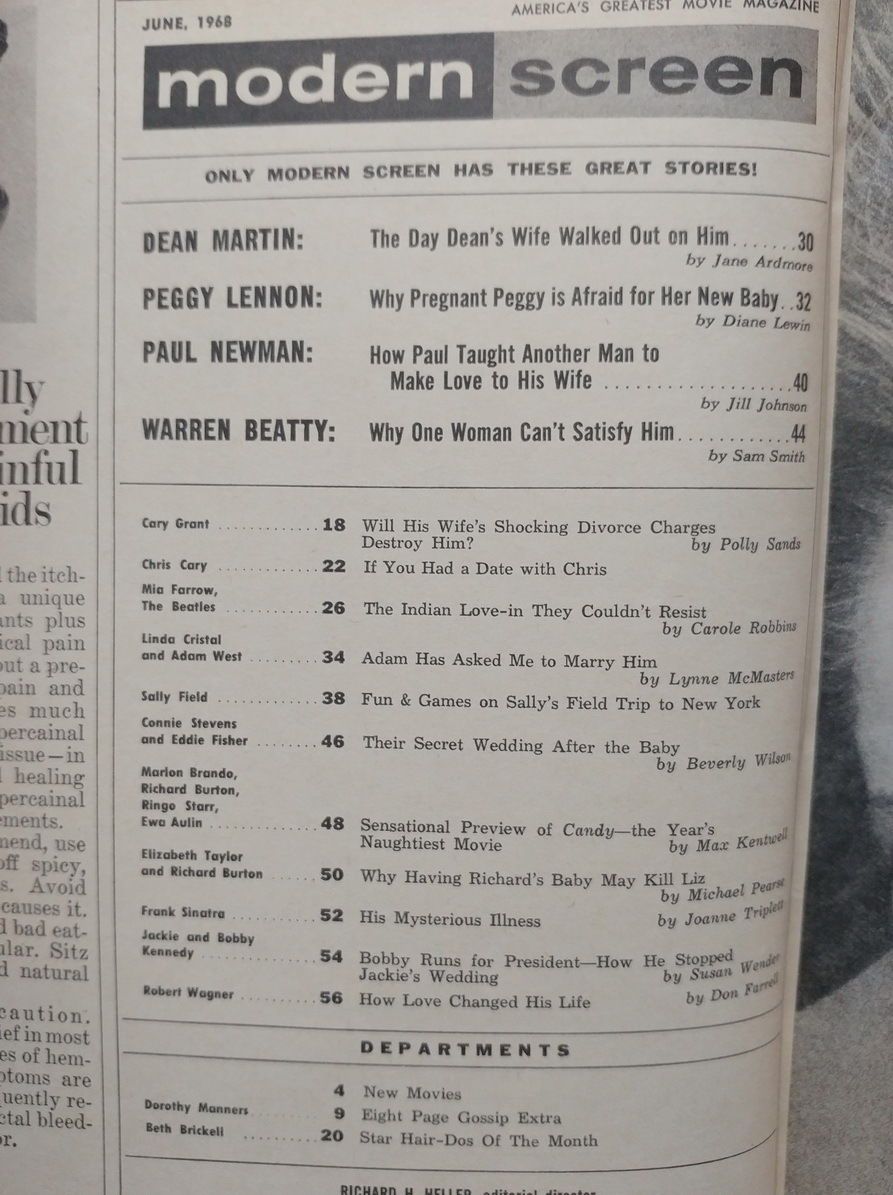 JUNE, 1968
AMERICA'S GREATEST MOVIE MAGAZINE
modern screen
ONLY MODERN SCREEN HAS THESE GREAT STORIES!
DEAN MARTIN: The Day Dean's Wife Walked Out on Him.......30
by Jane Ardmore
PEGGY LENNON: Why Pregnant Peggy is Afraid for Her New Baby..32
by Diane Lewin
PAUL NEWMAN: How Paul Taught Another Man to
Make Love to His Wife ...................40
by Jill Johnson
WARREN BEATTY: Why One Woman Can't Satisfy Him............44
by Sam Smith
Cary Grant ............. 18 Will His Wife's Shocking Divorce Charges
Destroy Him? by Polly Sands
Chris Cary ............. 22 If You Had a Date with Chris
Mia Farrow,
The Beatles ............ 26 The Indian Love-in They Couldn't Resist
by Carole Robbins
Linda Cristal
and Adam West ......... 34 Adam Has Asked Me to Marry Him
by Lynne McMasters
Sally Field ............. 38 Fun & Games on Sally's Field Trip to New York
Connie Stevens
and Eddie Fisher ........ 46 Their Secret Wedding After the Baby
by Beverly Wilson
Marlon Brando,
Richard Burton,
Ringo Starr,
Ewa Aulin .............. 48 Sensational Preview of Candy—the Year's
Naughtiest Movie by Max Kentwell
Elizabeth Taylor
and Richard Burton ...... 50 Why Having Richard's Baby May Kill Liz
by Michael Pearse
Frank Sinatra ........... 52 His Mysterious Illness by Joanne Triplett
Jackie and Bobby
Kennedy ............... 54 Bobby Runs for President—How He Stopped
Jackie's Wedding by Susan Wender
Robert Wagner .......... 56 How Love Changed His Life by Don Farrell
DEPARTMENTS
4 New Movies
Dorothy Manners 9 Eight Page Gossip Extra
Beth Brickell .......... 20 Star Hair-Dos Of The Month
RICHARD H. HELLER, editorial director
lly
ment
inful
ids
the itch-
a unique
ants plus
ical pain
out a pre-
pain and
es much
percainal
issue—in
healing
percainal
ments.
mend, use
off spicy,
s. Avoid
causes it.
d bad eat-
ular. Sitz
d natural
caution.
ief in most
es of hem-
ptoms are
quently re-
ctal bleed-
or.